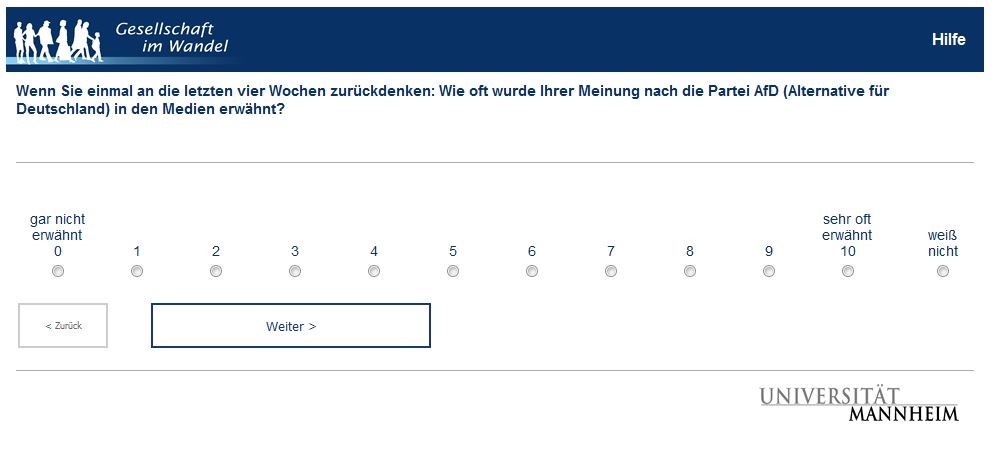 Gesellschaft
im Wandel
Hilfe
Wenn Sie einmal an die letzten vier Wochen zurückdenken: Wie oft wurde Ihrer Meinung nach die Partei AfD (Alternative für
Deutschland) in den Medien erwähnt?
gar nicht
erwähnt
0
1
2
3
4
5
6
7
8
9
sehr oft
erwähnt
10
weiß
nicht
< Zurück
Weiter >
UNIVERSITÄT
MANNHEIM